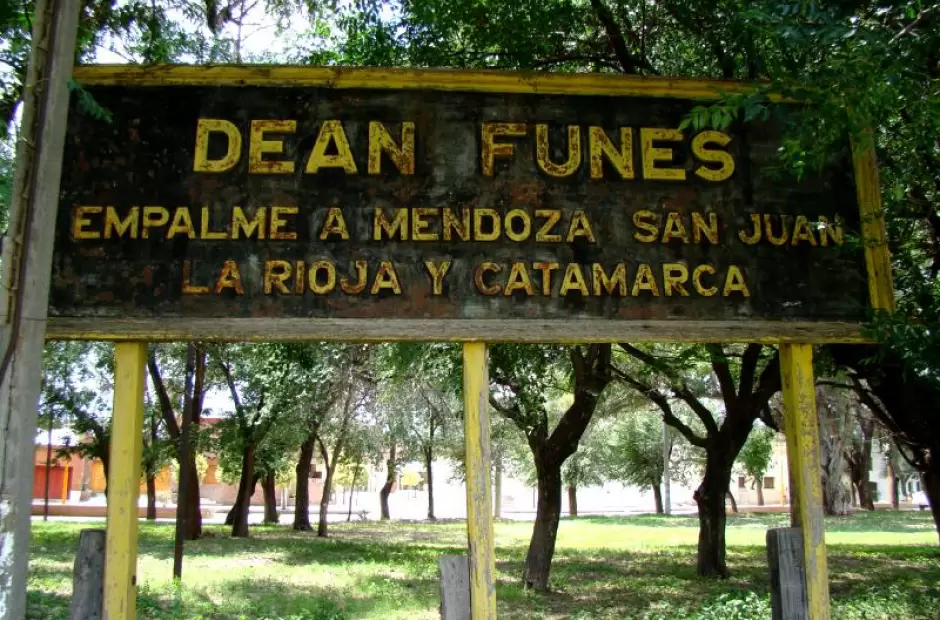 DEAN FUNES
EMPALME A MENDOZA SAN JUAN
LA RIOJA Y CATAMARCA